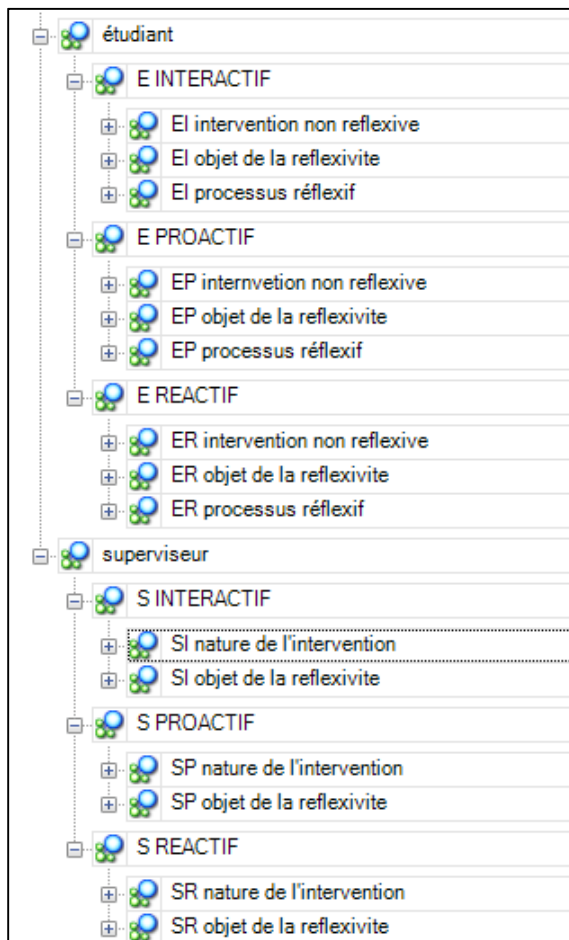 étudiant
E INTERACTIF
EI intervention non reflexive
EI objet de la reflexivite
EI processus réflexif
E PROACTIF
EP internvetion non reflexive
EP objet de la reflexivite
EP processus réflexif
E REACTIF
ER intervention non reflexive
ER objet de la reflexivite
ER processus réflexif
superviseur
S INTERACTIF
SI nature de l'intervention
SI objet de la reflexivite
S PROACTIF
SP nature de l'intervention
SP objet de la reflexivite
S REACTIF
SR nature de l'intervention
SR objet de la reflexivite